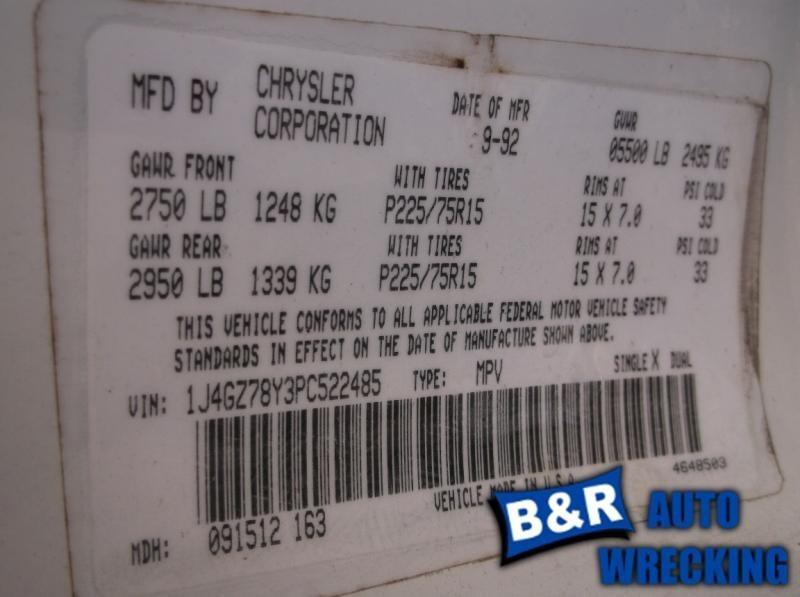 MFD BY CHRYSLER CORPORATION DATE OF MFR 9-92 GVWR 05500 LB 2495 KG
GAWR FRONT WITH TIRES RIMS AT PSI COLD
2750 LB 1248 KG P225/75R15 15 X 7.0 33
GAWR REAR WITH TIRES RIMS AT PSI COLD
2950 LB 1339 KG P225/75R15 15 X 7.0 33
THIS VEHICLE CONFORMS TO ALL APPLICABLE FEDERAL MOTOR VEHICLE SAFETY
STANDARDS IN EFFECT ON THE DATE OF MANUFACTURE SHOWN ABOVE.
VIN: 1J4GZ78Y3PC522485 TYPE: MPV SINGLE X DUAL
4648503
VEHICLE MADE IN U.S.A.
MDH: 091512 163
B&R AUTO
WRECKING